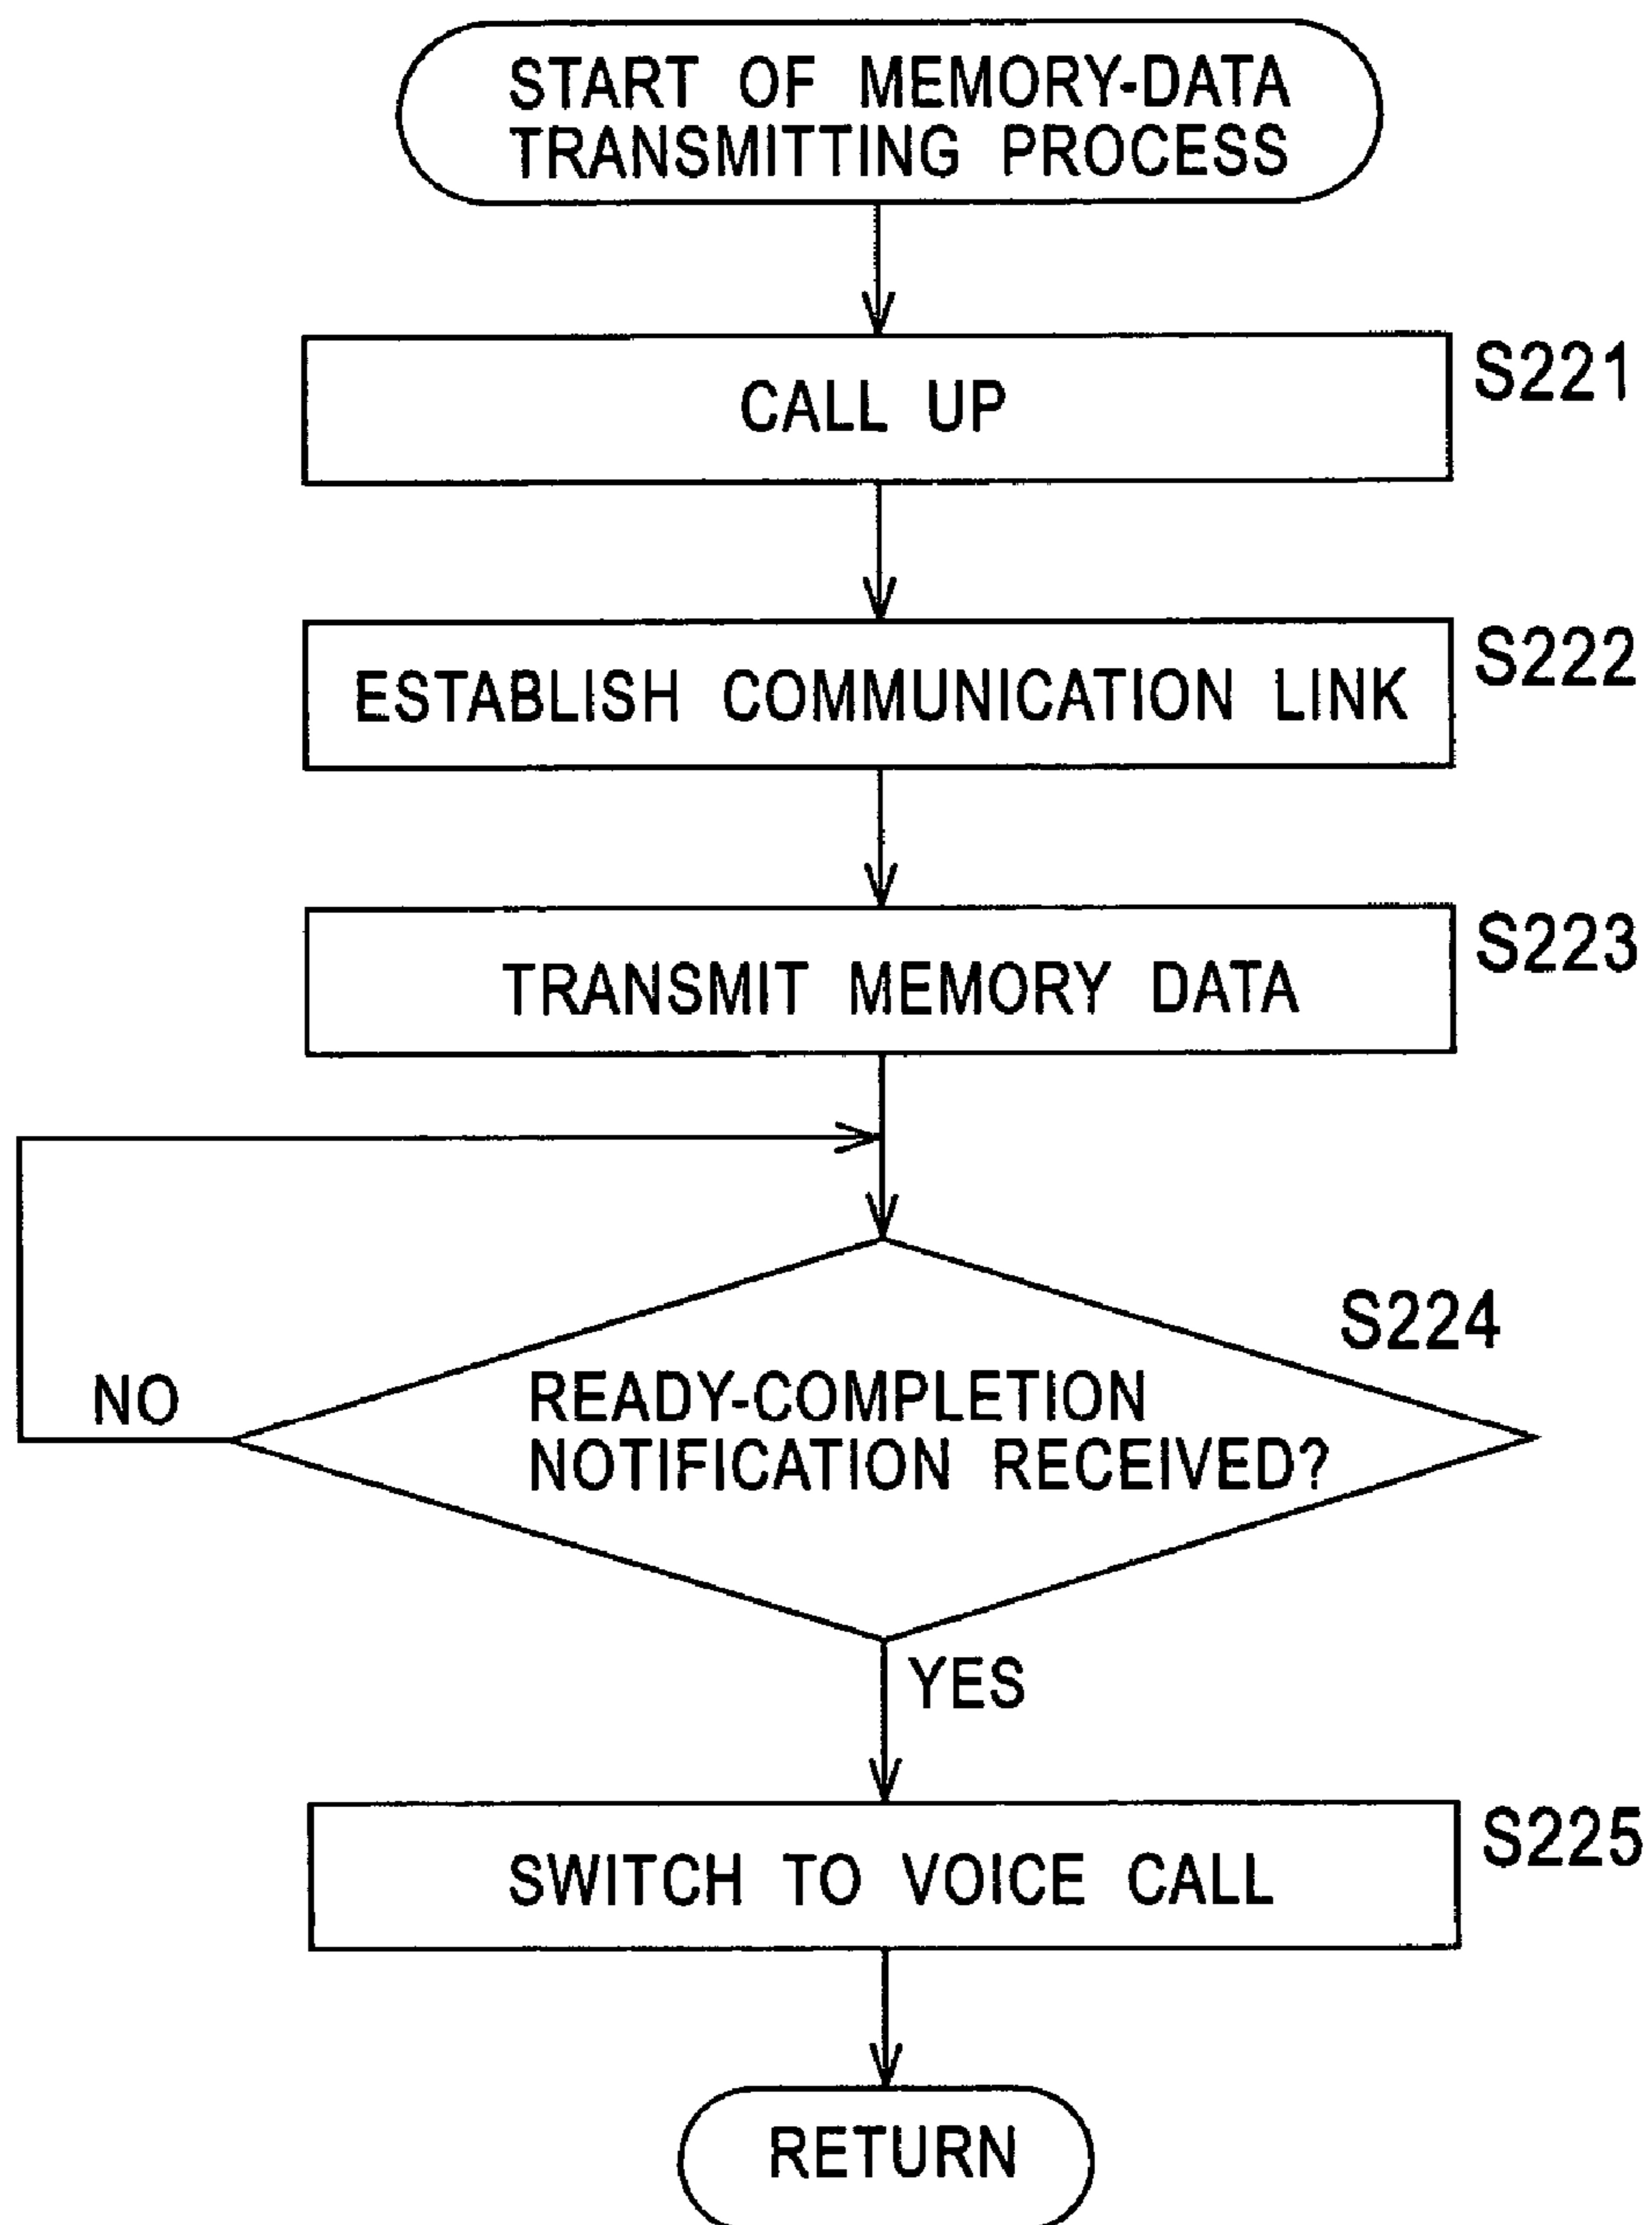 START OF MEMORY-DATA
TRANSMITTING PROCESS
CALL UP
S221
ESTABLISH COMMUNICATION LINK
S222
TRANSMIT MEMORY DATA
S223
S224
NO
READY-COMPLETION
NOTIFICATION RECEIVED?
YES
SWITCH TO VOICE CALL
S225
RETURN